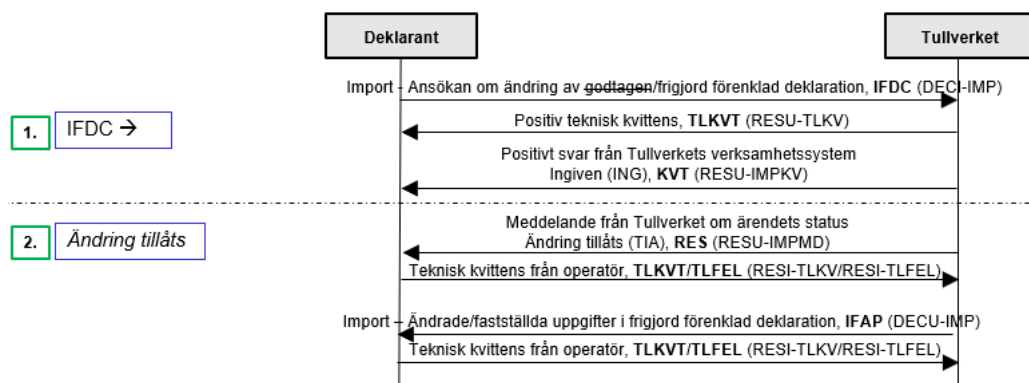 Deklarant
Tullverket
Import - Ansökan om ändring av godtagen/frigjord förenklad deklaration, IFDC (DECI-IMP)
1.
IFDC →
Positiv teknisk kvittens, TLKVT (RESU-TLKV)
Positivt svar från Tullverkets verksamhetssystem
Ingiven (ING), KVT (RESU-IMPKV)
2.
Ändring tillåts
Meddelande från Tullverket om ärendets status
Ändring tillåts (TIA), RES (RESU-IMPMD)
Teknisk kvittens från operatör, TLKVT/TLFEL (RESI-TLKV/RESI-TLFEL)
Import – Ändrade/fastställda uppgifter i frigjord förenklad deklaration, IFAP (DECU-IMP)
Teknisk kvittens från operatör, TLKVT/TLFEL (RESI-TLKV/RESI-TLFEL)